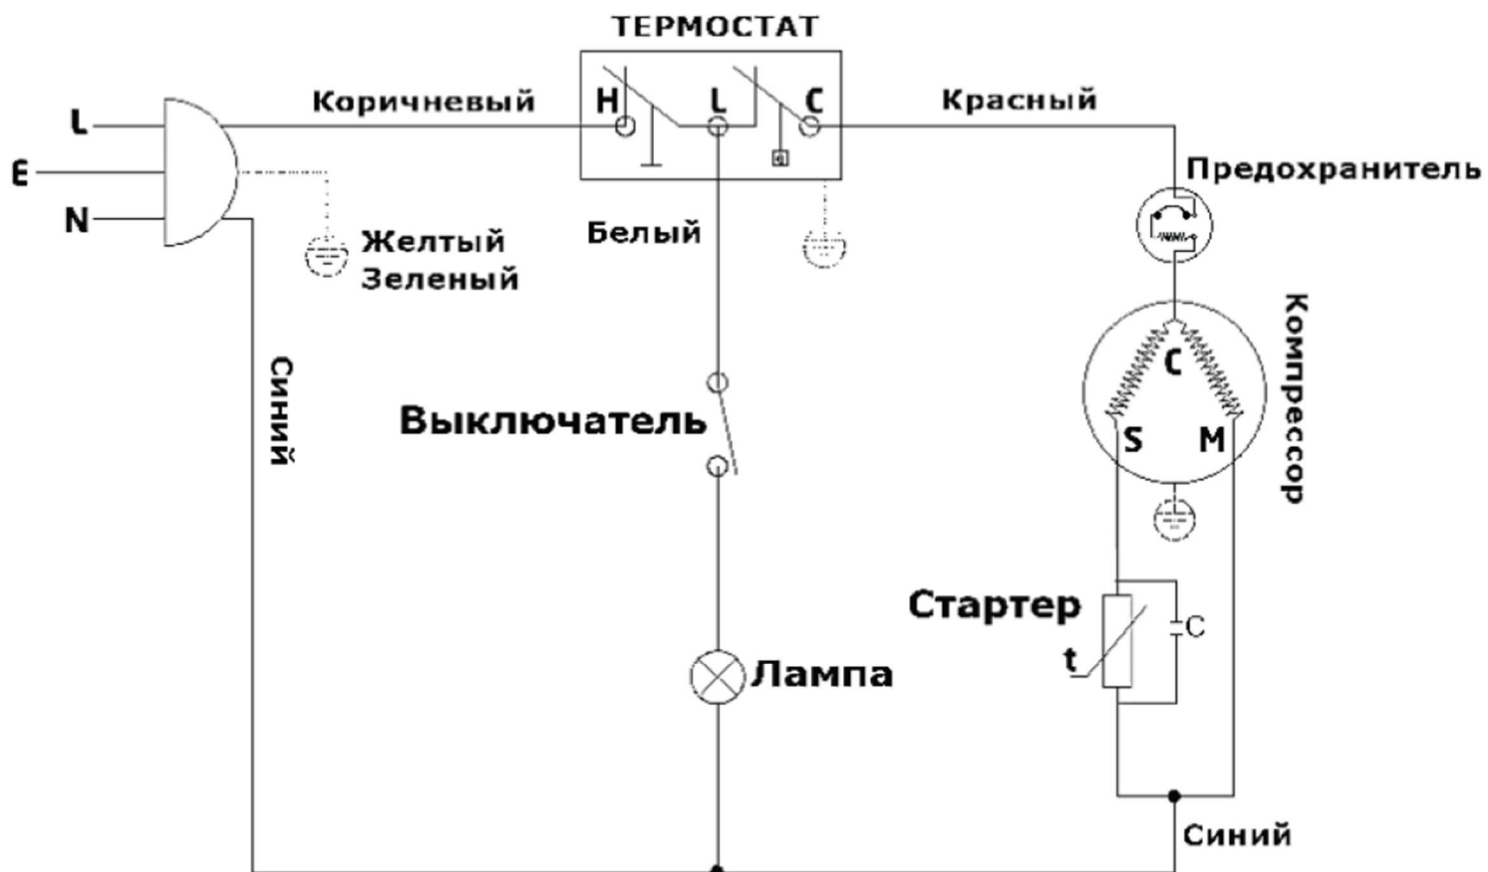 ТЕРМОСТАТ
L
Коричневый
H
L
C
Красный
E
Предохранитель
N
Желтый
Зеленый
Белый
Компрессор
Синий
C
Выключатель
S
M
Стартер
C
t
Лампа
Синий